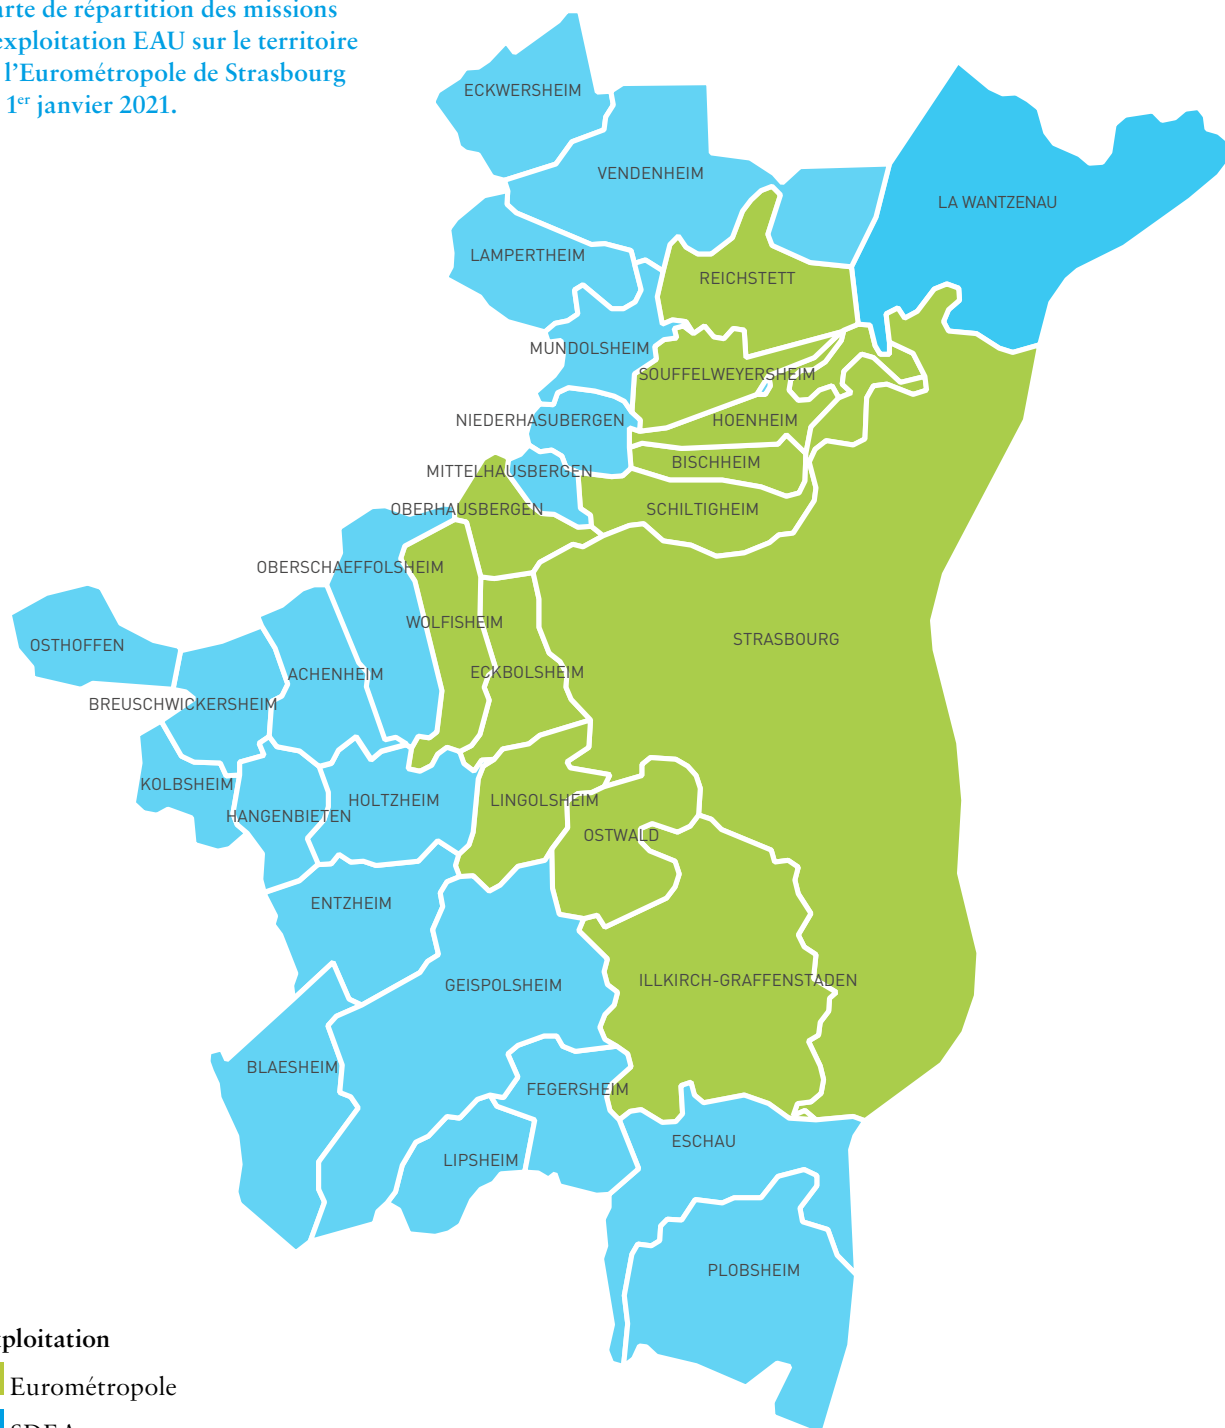 arte de répartition des missions
exploitation EAU sur le territoire
l’Eurométropole de Strasbourg
1er janvier 2021.
ECKWERSHEIM
VENDENHEIM
LA WANTZENAU
LAMPERTHEIM
REICHSTETT
MUNDOLSHEIM
SOUFFELWEYERSHEIM
NIEDERHASUBERGEN
HOENHEIM
BISCHHEIM
MITTELHAUSBERGEN
OBERHAUSBERGEN
SCHILTIGHEIM
OBERSCHAEFFOLSHEIM
WOLFISHEIM
STRASBOURG
OSTHOFFEN
ACHENHEIM
ECKBOLSHEIM
BREUSCHWICKERSHEIM
KOLBSHEIM
HOLTZHEIM
LINGOLSHEIM
HANGENBIETEN
OSTWALD
ENTZHEIM
GEISPOLSHEIM
ILLKIRCH-GRAFFENSTADEN
BLAESHEIM
FEGERSHEIM
ESCHAU
LIPSHEIM
PLOBSHEIM
ploitation
Eurométropole
SDEA